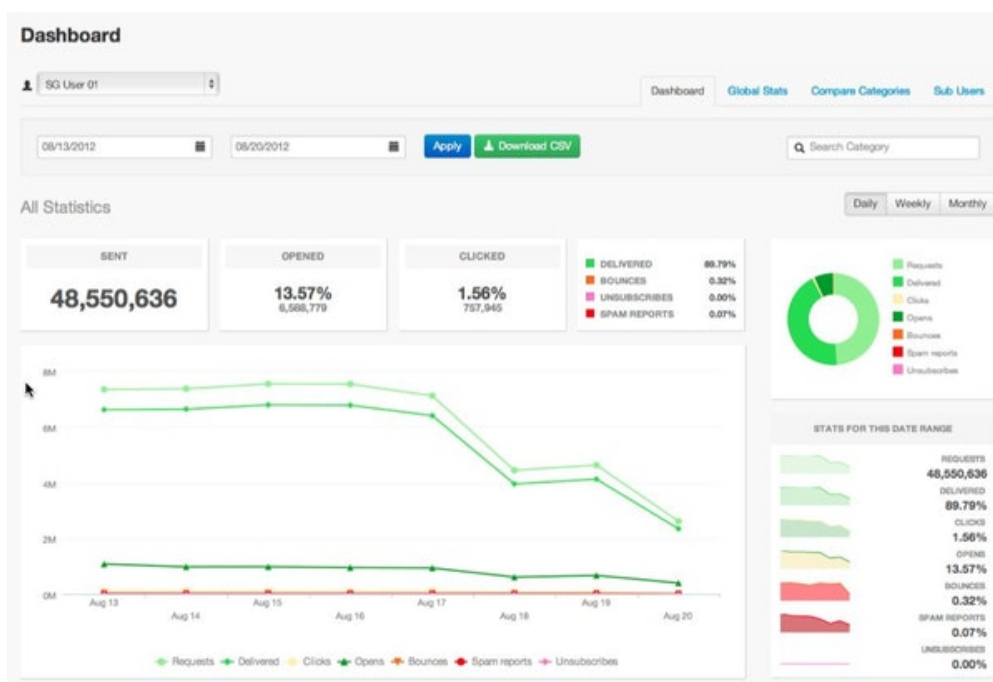 Dashboard
SG User 01
Dashboard Global Stats Compare Categories Sub Users
08/13/2012 08/20/2012 Apply Download CSV Search Category
All Statistics
Daily Weekly Monthly
SENT
48,550,636
OPENED
13.57%
6,588,779
CLICKED
1.56%
757,945
DELIVERED 89.79%
BOUNCES 0.32%
UNSUBSCRIBES 0.00%
SPAM REPORTS 0.07%
Requests
Delivered
Clicks
Opens
Bounces
Spam reports
Unsubscribes
8M
6M
4M
2M
0M
Aug 13 Aug 14 Aug 15 Aug 16 Aug 17 Aug 18 Aug 19 Aug 20
Requests Delivered Clicks Opens Bounces Spam reports Unsubscribes
STATS FOR THIS DATE RANGE
REQUESTS
48,550,636
DELIVERED
89.79%
CLICKS
1.56%
OPENS
13.57%
BOUNCES
0.32%
SPAM REPORTS
0.07%
UNSUBSCRIBES
0.00%